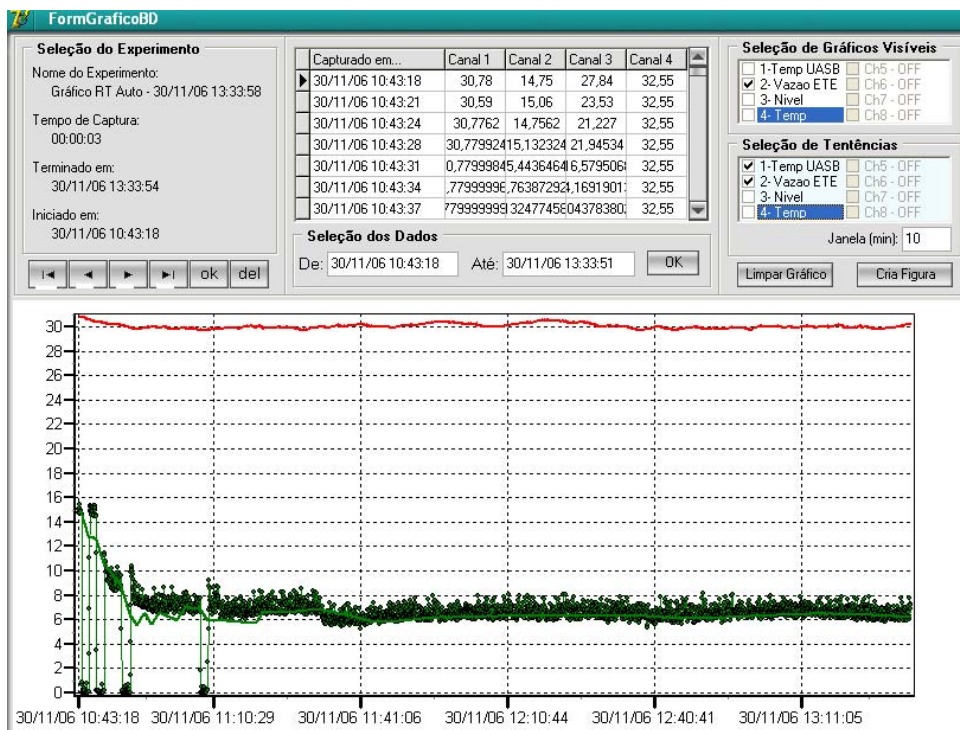 FormGraficoBD
Seleção do Experimento
Nome do Experimento:
Gráfico RT Auto - 30/11/06 13:33:58
Tempo de Captura:
00:00:03
Terminado em:
30/11/06 13:33:54
Iniciado em:
30/11/06 10:43:18
ok del
Capturado em... Canal 1 Canal 2 Canal 3 Canal 4
30/11/06 10:43:18 30,78 14,75 27,84 32,55
30/11/06 10:43:21 30,59 15,06 23,53 32,55
30/11/06 10:43:24 30,7762 14,7562 21,227 32,55
30/11/06 10:43:28 30,779924 15,132324 21,94534 32,55
30/11/06 10:43:31 32,55
30/11/06 10:43:34 32,55
30/11/06 10:43:37 32,55
Seleção dos Dados
De: 30/11/06 10:43:18 Até: 30/11/06 13:33:51 OK
Seleção de Gráficos Visíveis
1-Temp UASB Ch5 - OFF
2- Vazao ETE Ch6 - OFF
3- Nivel Ch7 - OFF
4- Temp Ch8 - OFF
Seleção de Tentências
1-Temp UASB Ch5 - OFF
2- Vazao ETE Ch6 - OFF
3- Nivel Ch7 - OFF
4- Temp Ch8 - OFF
Janela (min): 10
Limpar Gráfico Cria Figura
30
28
26
24
22
20
18
16
14
12
10
8
6
4
2
0
30/11/06 10:43:18 30/11/06 11:10:29 30/11/06 11:41:06 30/11/06 12:10:44 30/11/06 12:40:41 30/11/06 13:11:05